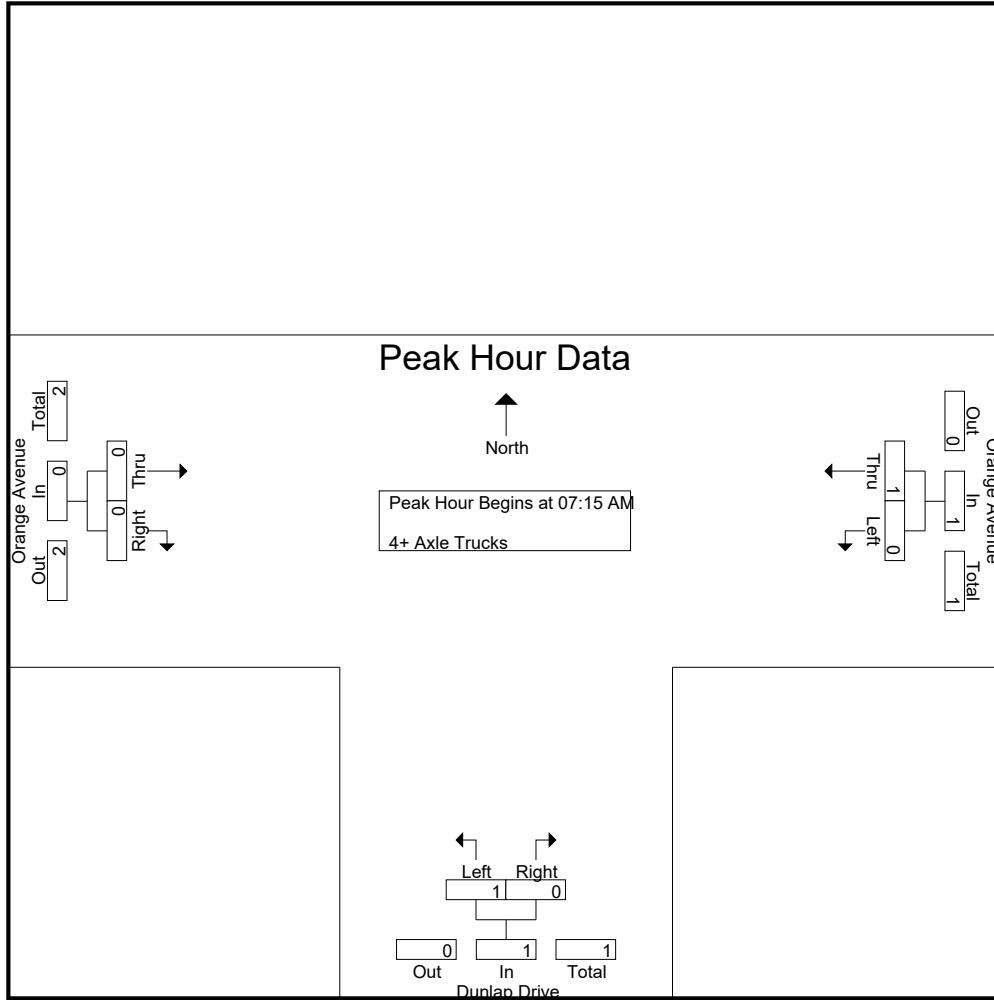 Peak Hour Data
North
Peak Hour Begins at 07:15 AM
4+ Axle Trucks
Orange Avenue
Total
2
In
0
Out
2
Thru
0
Right
0
Orange Avenue
Out
0
In
1
Total
1
Thru
1
Left
0
Left
1
Right
0
Out
0
In
1
Total
1
Dunlap Drive